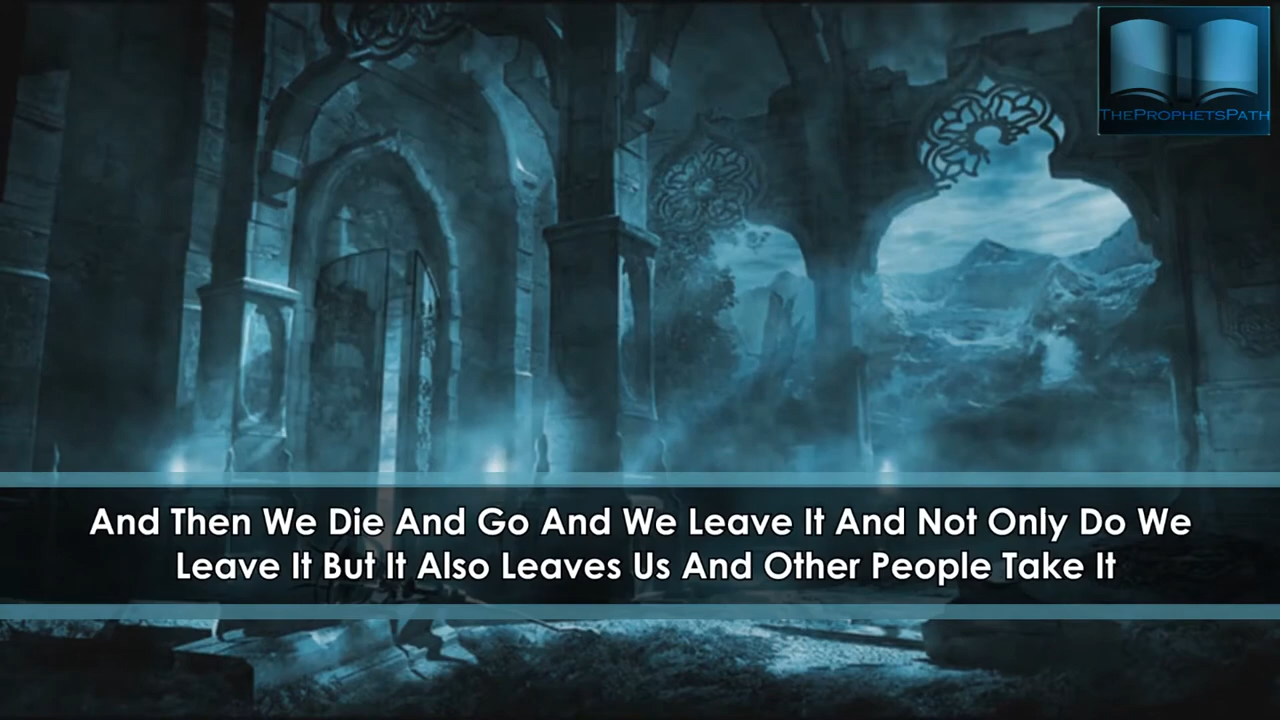 TheProphetsPath
And Then We Die And Go And We Leave It And Not Only Do We
Leave It But It Also Leaves Us And Other People Take It